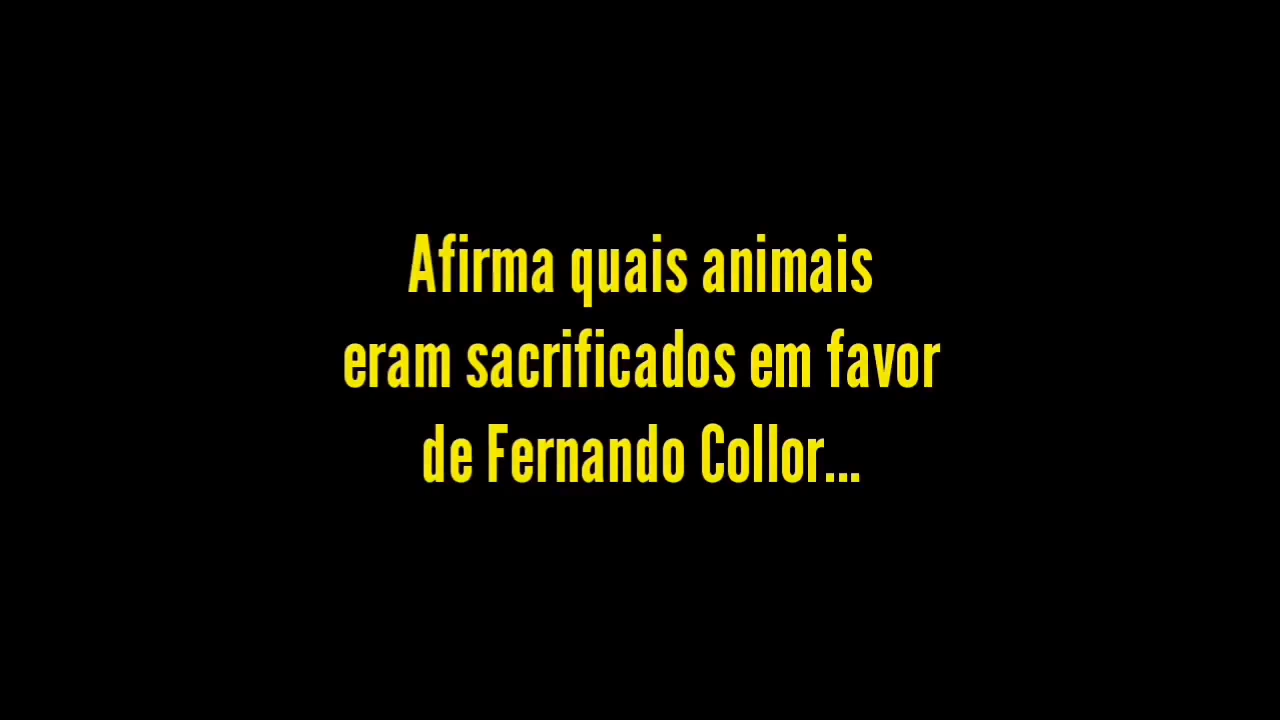 Afirma quais animais
eram sacrificados em favor
de Fernando Collor...